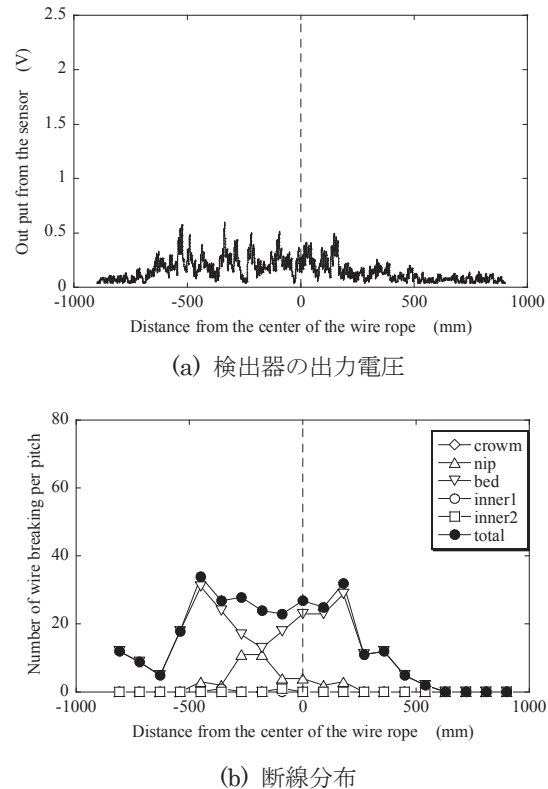 2.5
2
1.5
1
0.5
0
Out put from the sensor (V)
-1000 -500 0 500 1000
Distance from the center of the wire rope (mm)
(a) 検出器の出力電圧
80
60
40
20
0
Number of wire breaking per pitch
crowm
nip
bed
inner1
inner2
total
-1000 -500 0 500 1000
Distance from the center of the wire rope (mm)
(b) 断線分布